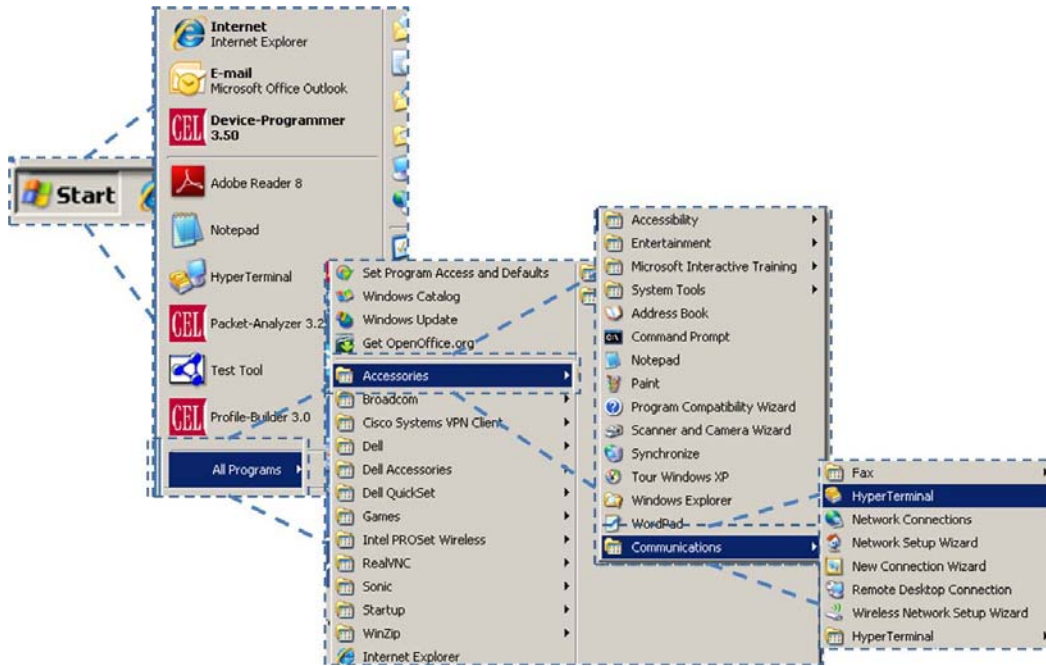 Start
Internet
Internet Explorer
E-mail
Microsoft Office Outlook
CEL
Device-Programmer
3.50
Adobe Reader 8
Notepad
HyperTerminal
CEL
Packet-Analyzer 3.2
Test Tool
CEL
Profile-Builder 3.0
All Programs
Set Program Access and Defaults
Windows Catalog
Windows Update
Get OpenOffice.org
Accessories
Broadcom
Cisco Systems VPN Client
Dell
Dell Accessories
Dell QuickSet
Games
Intel PROSet Wireless
RealVNC
Sonic
Startup
WinZip
Internet Explorer
Accessibility
Entertainment
Microsoft Interactive Training
System Tools
Address Book
Command Prompt
Notepad
Paint
Program Compatibility Wizard
Scanner and Camera Wizard
Synchronize
Tour Windows XP
Windows Explorer
WordPad
Communications
Fax
HyperTerminal
Network Connections
Network Setup Wizard
New Connection Wizard
Remote Desktop Connection
Wireless Network Setup Wizard
HyperTerminal